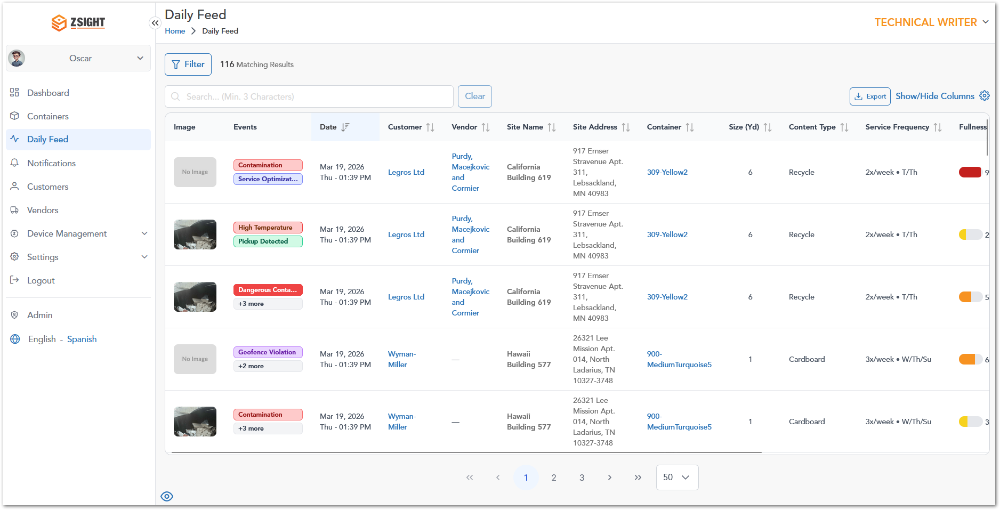 ZSIGHT
Oscar
Dashboard
Containers
Daily Feed
Notifications
Customers
Vendors
Device Management
Settings
Logout
Admin
English - Spanish
Daily Feed
Home Daily Feed
TECHNICAL WRITER
Filter 116 Matching Results
Search... (Min. 3 Characters) Clear
Export Show/Hide Columns
Image Events Date Customer Vendor Site Name Site Address Container Size (Yd) Content Type Service Frequency Fullness
No Image
Contamination
Service Optimizat...
Mar 19, 2026
Thu - 01:39 PM
Legros Ltd
Purdy,
Macejkovic
and
Cormier
California
Building 619
917 Ernser
Stravenue Apt.
311,
Lebsackland,
MN 40983
309-Yellow2
6
Recycle
2x/week • T/Th
9
High Temperature
Pickup Detected
Mar 19, 2026
Thu - 01:39 PM
Legros Ltd
Purdy,
Macejkovic
and
Cormier
California
Building 619
917 Ernser
Stravenue Apt.
311,
Lebsackland,
MN 40983
309-Yellow2
6
Recycle
2x/week • T/Th
2
Dangerous Conta...
+3 more
Mar 19, 2026
Thu - 01:39 PM
Legros Ltd
Purdy,
Macejkovic
and
Cormier
California
Building 619
917 Ernser
Stravenue Apt.
311,
Lebsackland,
MN 40983
309-Yellow2
6
Recycle
2x/week • T/Th
5
No Image
Geofence Violation
+2 more
Mar 19, 2026
Thu - 01:39 PM
Wyman-
Miller
—
Hawaii
Building 577
26321 Lee
Mission Apt.
014, North
Ladarius, TN
10327-3748
900-
MediumTurquoise5
1
Cardboard
3x/week • W/Th/Su
6
Contamination
+3 more
Mar 19, 2026
Thu - 01:39 PM
Wyman-
Miller
—
Hawaii
Building 577
26321 Lee
Mission Apt.
014, North
Ladarius, TN
10327-3748
900-
MediumTurquoise5
1
Cardboard
3x/week • W/Th/Su
3
1 2 3 50